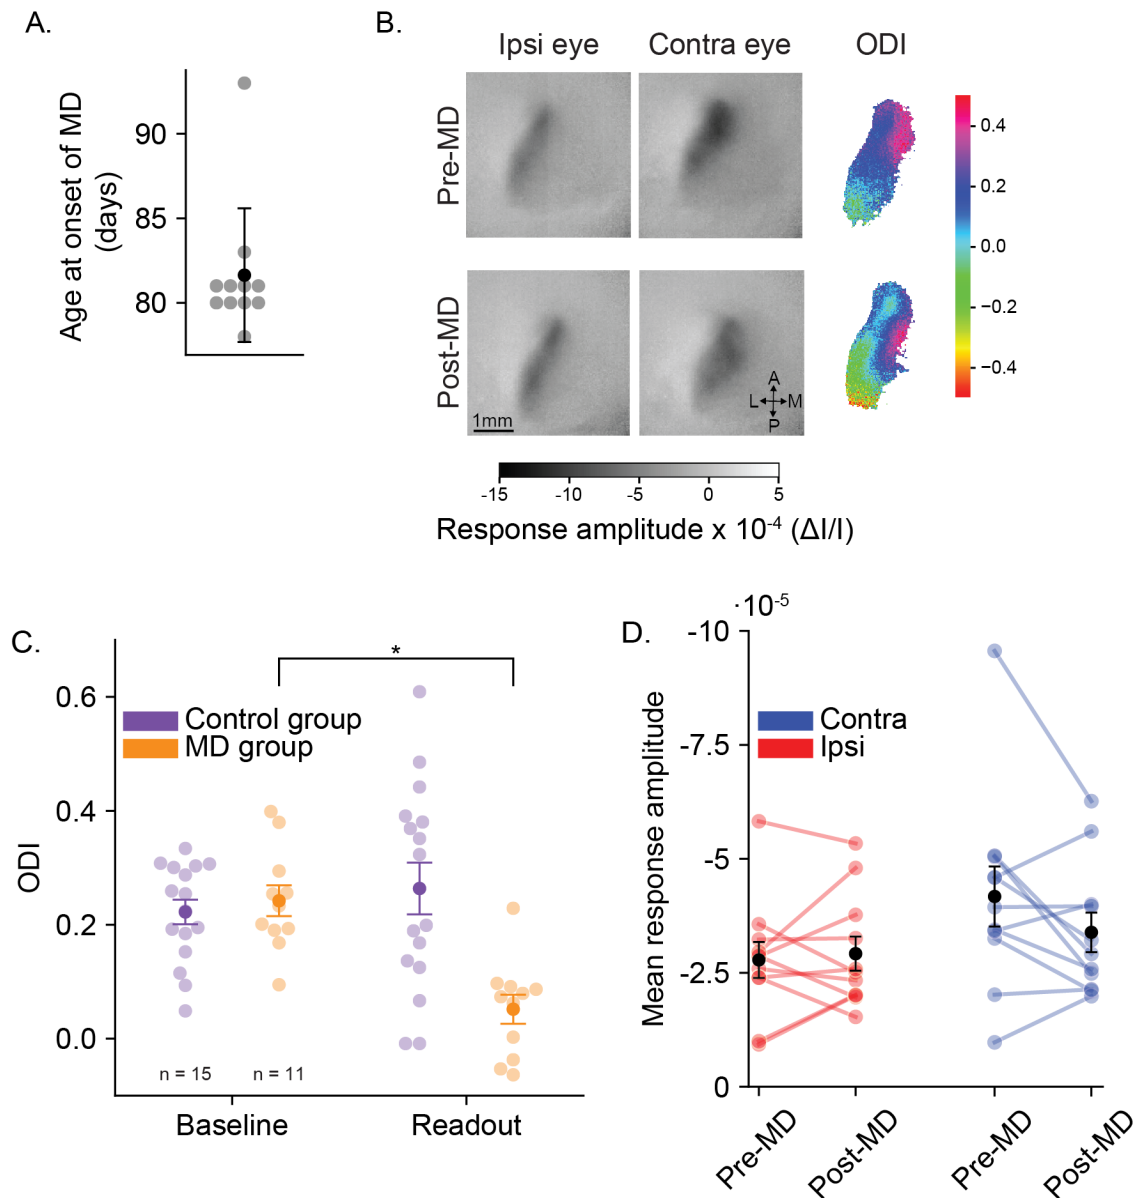 A.
Age at onset of MD
(days)
90
85
80
B.
Ipsi eye
Contra eye
ODI
Pre-MD
Post-MD
0.4
0.2
0.0
−0.2
−0.4
1mm
A
L
M
P
-15
-10
-5
0
5
Response amplitude x 10-4 (ΔI/I)
C.
ODI
0.6
0.4
0.2
0.0
*
Control group
MD group
n = 15
n = 11
Baseline
Readout
D.
·10-5
Mean response amplitude
-10
-7.5
-5
-2.5
0
Contra
Ipsi
Pre-MD
Post-MD
Pre-MD
Post-MD